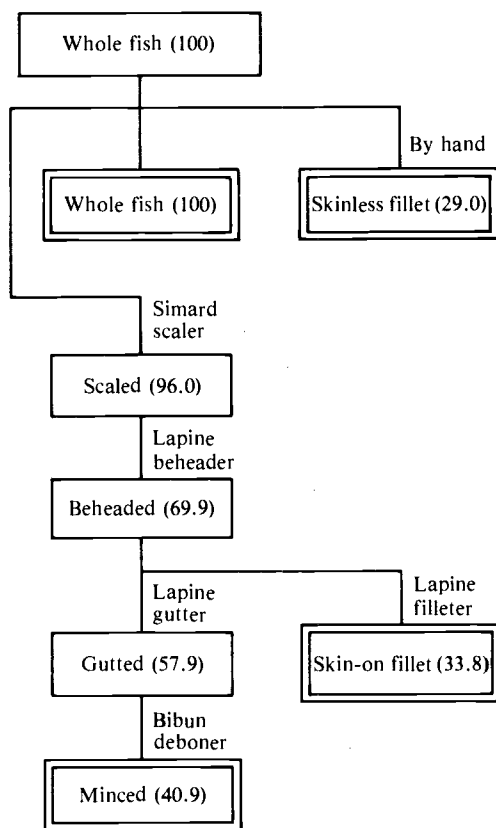 Whole fish (100)
By hand
Whole fish (100)
Skinless fillet (29.0)
Simard
scaler
Scaled (96.0)
Lapine
beheader
Beheaded (69.9)
Lapine
gutter
Lapine
filleter
Gutted (57.9)
Skin-on fillet (33.8)
Bibun
deboner
Minced (40.9)